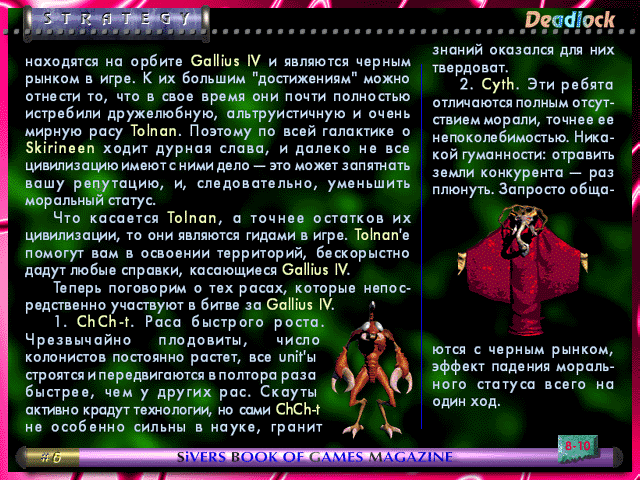 STRATEGY
Deadlock
находятся на орбите Gallius IV и являются черным
рынком в игре. К их большим "достижениям" можно
отнести то, что в свое время они почти полностью
истребили дружелюбную, альтруистичную и очень
мирную расу Tolnan. Поэтому по всей галактике о
Skirineen ходит дурная слава, и далеко не все
цивилизацию имеют с ними дело — это может запятнать
вашу репутацию, и, следовательно, уменьшить
моральный статус.
Что касается Tolnan, а точнее остатков их
цивилизации, то они являются гидами в игре. Tolnan'е
помогут вам в освоении территорий, бескорыстно
дадут любые справки, касающиеся Gallius IV.
Теперь поговорим о тех расах, которые непос-
редственно участвуют в битве за Gallius IV.
1. ChCh-t. Раса быстрого роста.
Чрезвычайно плодовиты, число
колонистов постоянно растет, все unit'ы
строятся и передвигаются в полтора раза
быстрее, чем у других рас. Скауты
активно крадут технологии, но сами ChCh-t
не особенно сильны в науке, гранит
знаний оказался для них
твердоват.
2. Cyth. Эти ребята
отличаются полным отсут-
ствием морали, точнее ее
непоколебимостью. Ника-
кой гуманности: отравить
земли конкурента — раз
плюнуть. Запросто обща-
ются с черным рынком,
эффект падения мораль-
ного статуса всего на
один ход.
#6
SiVERS BOOK OF GAMES MAGAZINE
8-10